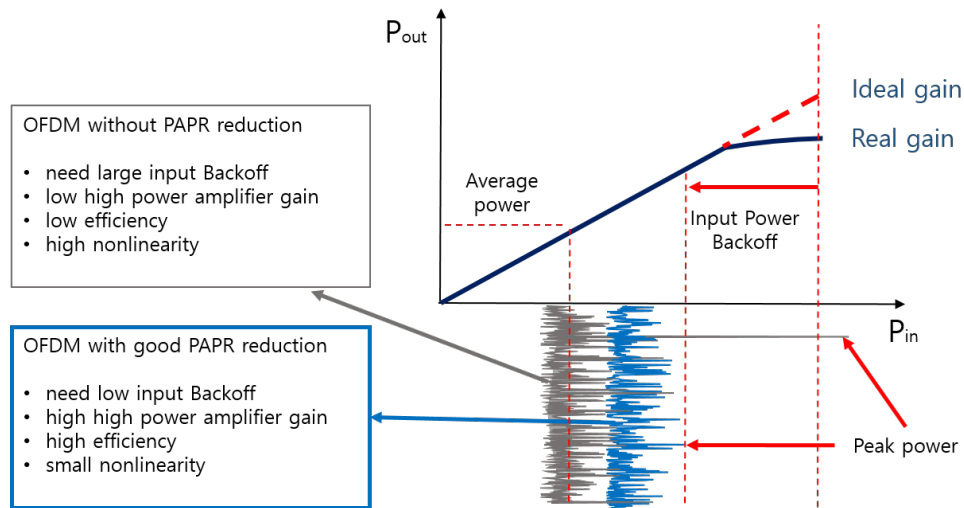 P_out
Ideal gain
Real gain
OFDM without PAPR reduction
• need large input Backoff
• low high power amplifier gain
• low efficiency
• high nonlinearity
Average
power
Input Power
Backoff
P_in
OFDM with good PAPR reduction
• need low input Backoff
• high high power amplifier gain
• high efficiency
• small nonlinearity
Peak power